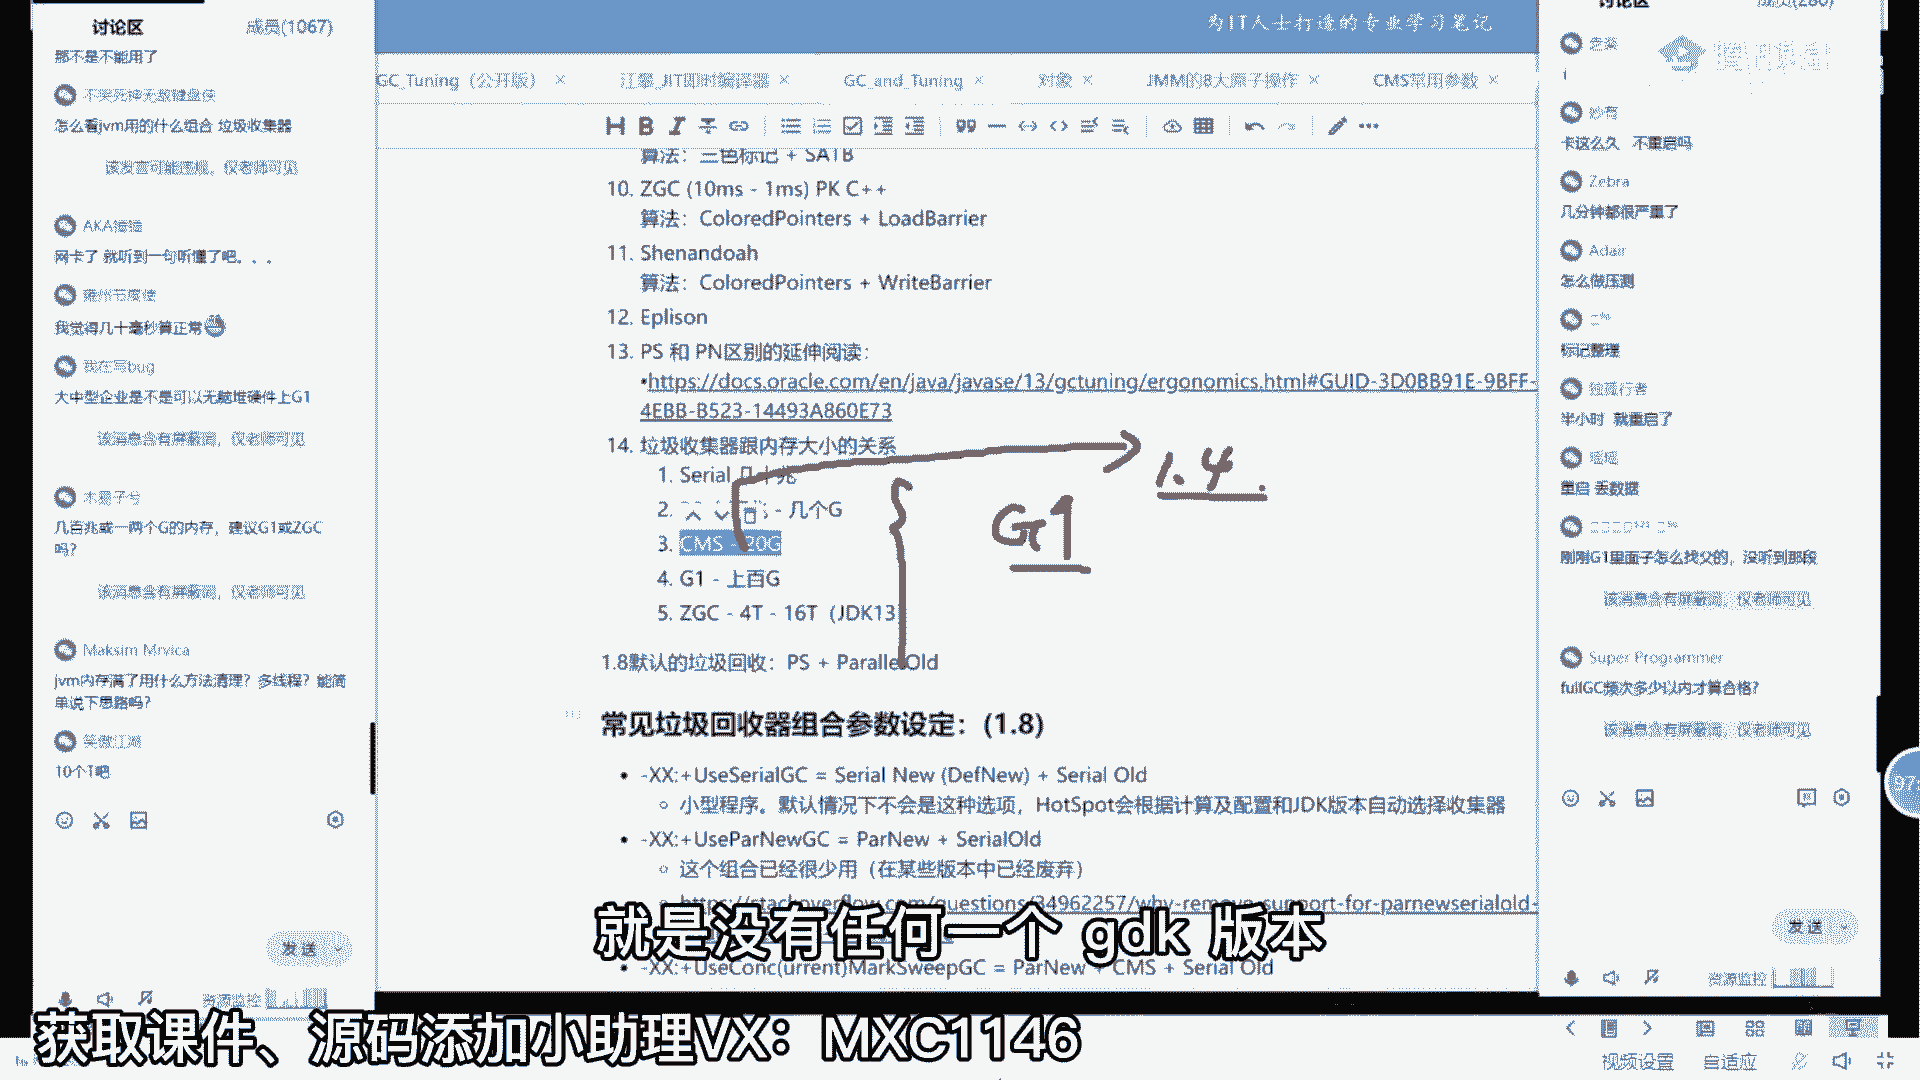 讨论区 成员(1067)
那不是不能用了
不哭死神无敌键盘侠
怎么看jvm用的什么组合 垃圾收集器
该发言可能违规，仅老师可见
网卡了 就听到一句听懂了吧。。。
我觉得几十毫秒算正常
我在写bug
大中型企业是不是可以无脑堆硬件上G1
该消息含有屏蔽词，仅老师可见
木易子兮
几百兆或一两个G的内存，建议G1或ZGC
吗？
该消息含有屏蔽词，仅老师可见
Maksim Mrvica
jvm内存满了用什么方法清理？多线程？能简
单说下思路吗？
笑傲江湖
10个T吧
发送
资源监控
为IT人士打造的专业学习笔记
GC_Tuning（公开版） ×
JIT即时编译器 ×
GC_and_Tuning ×
对象 ×
JMM的8大原子操作 ×
CMS常用参数 ×
算法：三色标记 + SATB
10. ZGC (10ms - 1ms) PK C++
算法：ColoredPointers + LoadBarrier
11. Shenandoah
算法：ColoredPointers + WriteBarrier
12. Eplison
13. PS 和 PN区别的延伸阅读：
•https://docs.oracle.com/en/java/javase/13/gctuning/ergonomics.html#GUID-3D0BB91E-9BFF-
4EBB-B523-14493A860E73
14. 垃圾收集器跟内存大小的关系
1. Serial 几十兆
2. - 几个G
3. CMS - 20G
4. G1 - 上百G
5. ZGC - 4T - 16T（JDK13）
1.4.
G1
1.8默认的垃圾回收：PS + ParallelOld
常见垃圾回收器组合参数设定：(1.8)
• -XX:+UseSerialGC = Serial New (DefNew) + Serial Old
◦ 小型程序。默认情况下不会是这种选项，HotSpot会根据计算及配置和JDK版本自动选择收集器
• -XX:+UseParNewGC = ParNew + SerialOld
◦ 这个组合已经很少用（在某些版本中已经废弃）
◦ https://stackoverflow.com/questions/34962257/why-remove-support-for-parnewserialold-
• -XX:+UseConc(urrent)MarkSweepGC = ParNew + CMS + Serial Old
讨论区 成员(280)
i
妙有
卡这么久 不重启吗
Zebra
几分钟都很严重了
Adair
怎么做压测
标记整理
独孤行者
半小时 就重启了
瑶瑶
重启 丢数据
刚刚G1里面子怎么找父的，没听到那段
该消息含有屏蔽词，仅老师可见
Super Programmer
fullGC频次多少以内才算合格？
该消息含有屏蔽词，仅老师可见
发送
资源监控
视频设置 自适应
就是没有任何一个 gdk 版本
获取课件、源码添加小助理VX：MXC1146